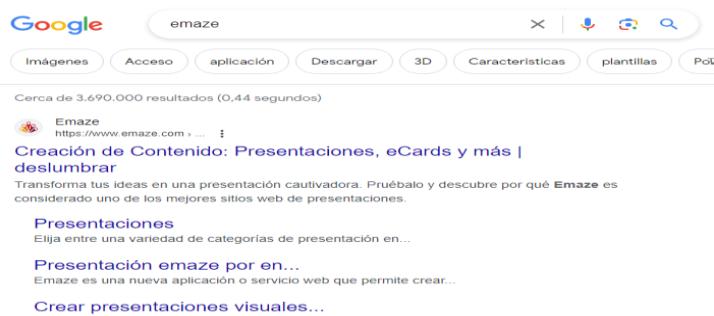 Google
emaze
Imágenes Acceso aplicación Descargar 3D Características plantillas
Cerca de 3.690.000 resultados (0,44 segundos)
Emaze
https://www.emaze.com › ...
Creación de Contenido: Presentaciones, eCards y más |
deslumbrar
Transforma tus ideas en una presentación cautivadora. Pruébalo y descubre por qué Emaze es
considerado uno de los mejores sitios web de presentaciones.
Presentaciones
Elija entre una variedad de categorías de presentación en...
Presentación emaze por en...
Emaze es una nueva aplicación o servicio web que permite crear...
Crear presentaciones visuales...